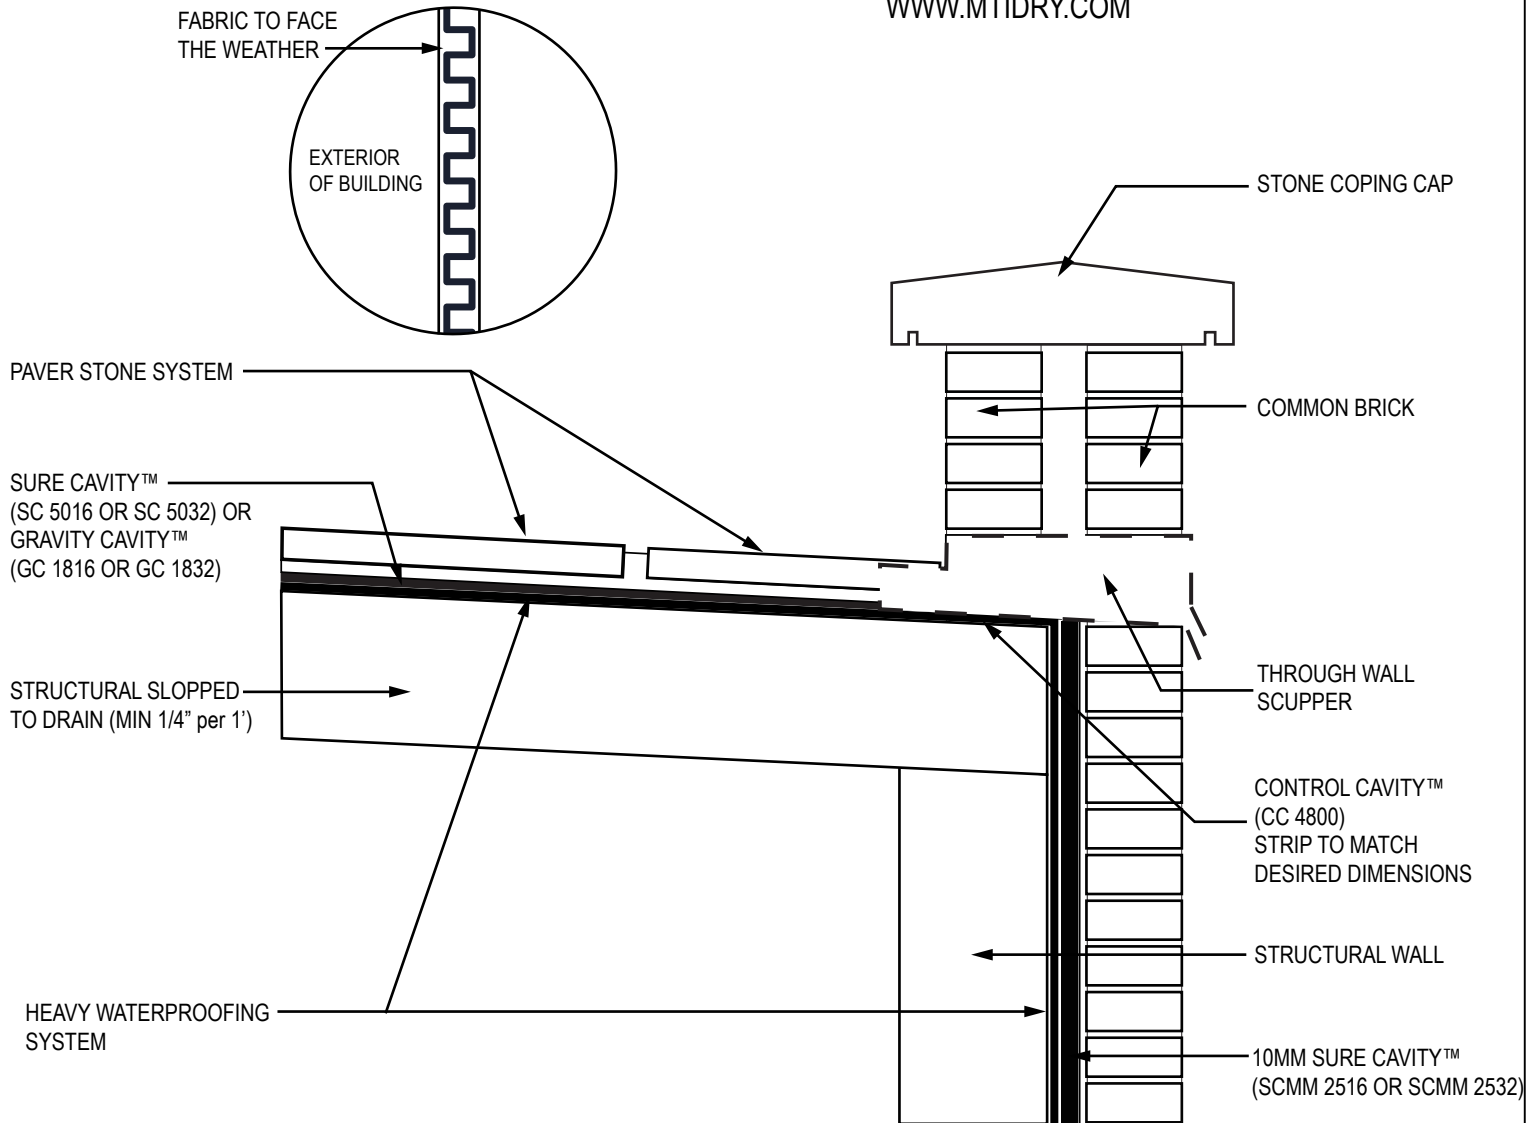 WWW.MTIDRY.COM
FABRIC TO FACE
THE WEATHER
EXTERIOR
OF BUILDING
STONE COPING CAP
PAVER STONE SYSTEM
COMMON BRICK
SURE CAVITY™
(SC 5016 OR SC 5032) OR
GRAVITY CAVITY™
(GC 1816 OR GC 1832)
STRUCTURAL SLOPPED
TO DRAIN (MIN 1/4” per 1’)
THROUGH WALL
SCUPPER
CONTROL CAVITY™
(CC 4800)
STRIP TO MATCH
DESIRED DIMENSIONS
STRUCTURAL WALL
HEAVY WATERPROOFING
SYSTEM
10MM SURE CAVITY™
(SCMM 2516 OR SCMM 2532)